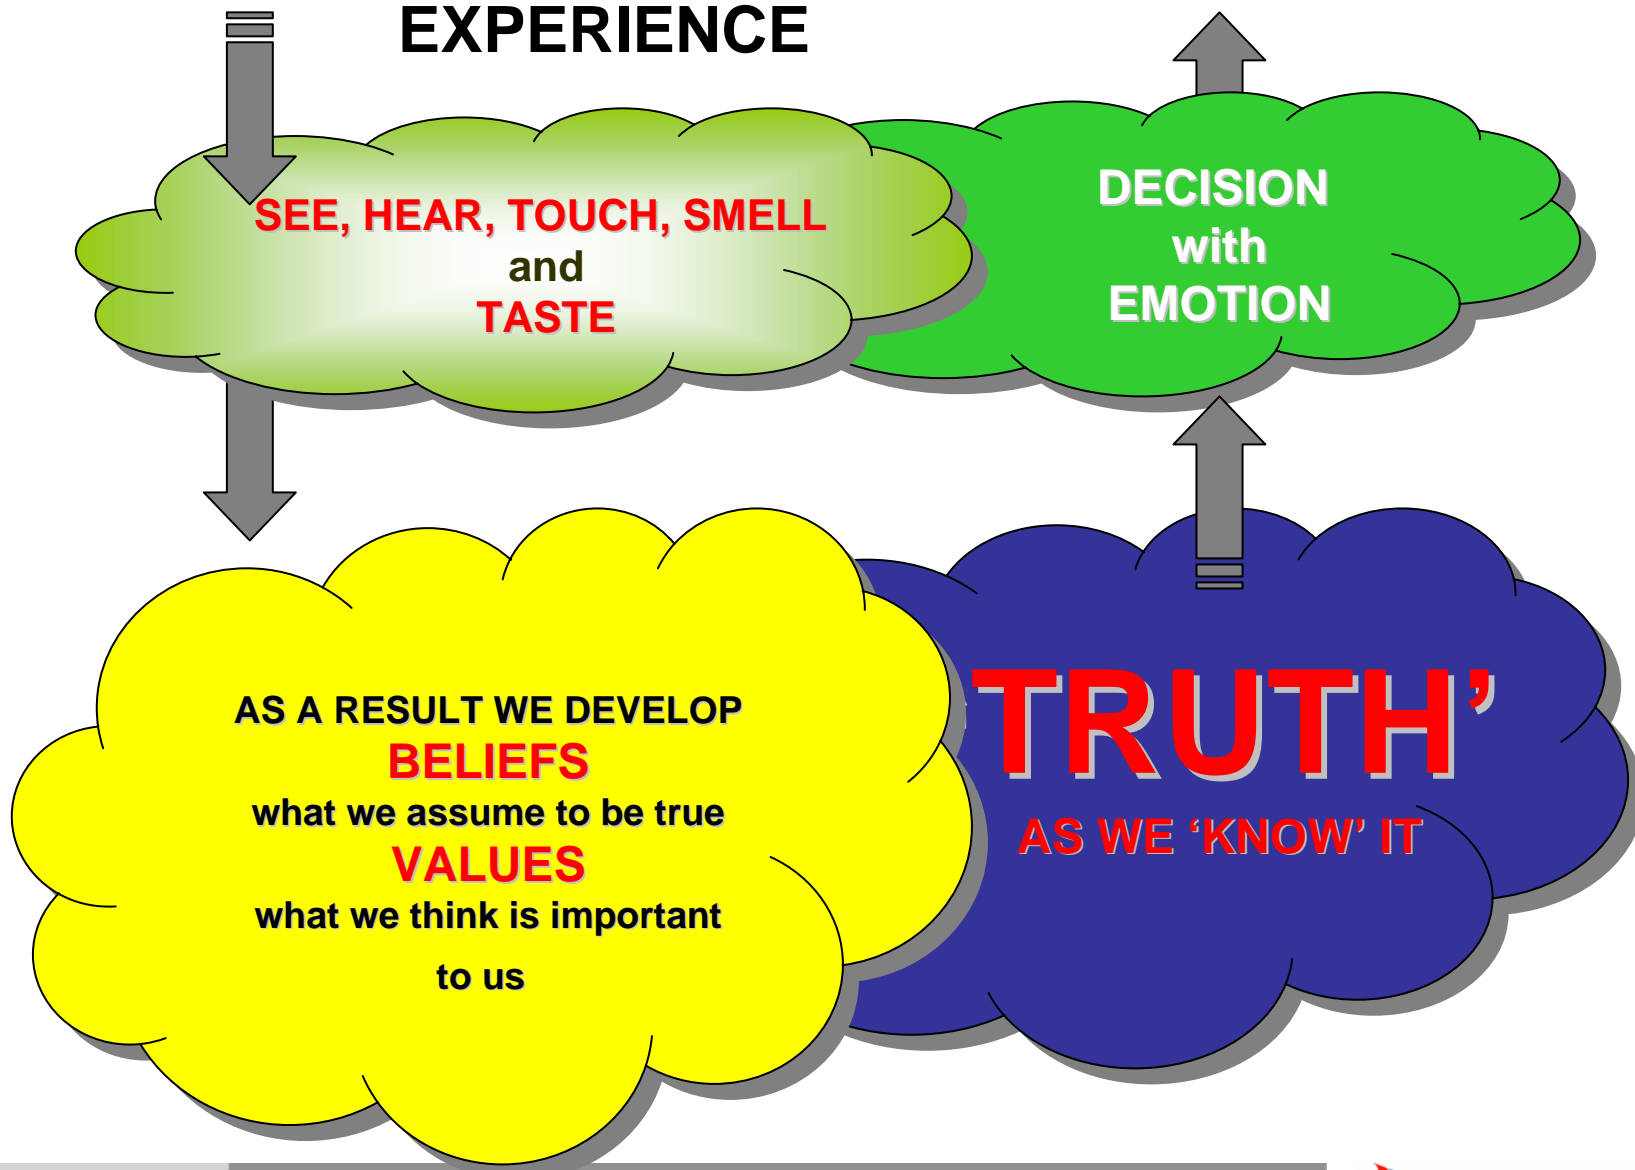 EXPERIENCE
SEE, HEAR, TOUCH, SMELL
and
TASTE
DECISION
with
EMOTION
AS A RESULT WE DEVELOP
BELIEFS
what we assume to be true
VALUES
what we think is important
to us
TRUTH’
AS WE ‘KNOW’ IT